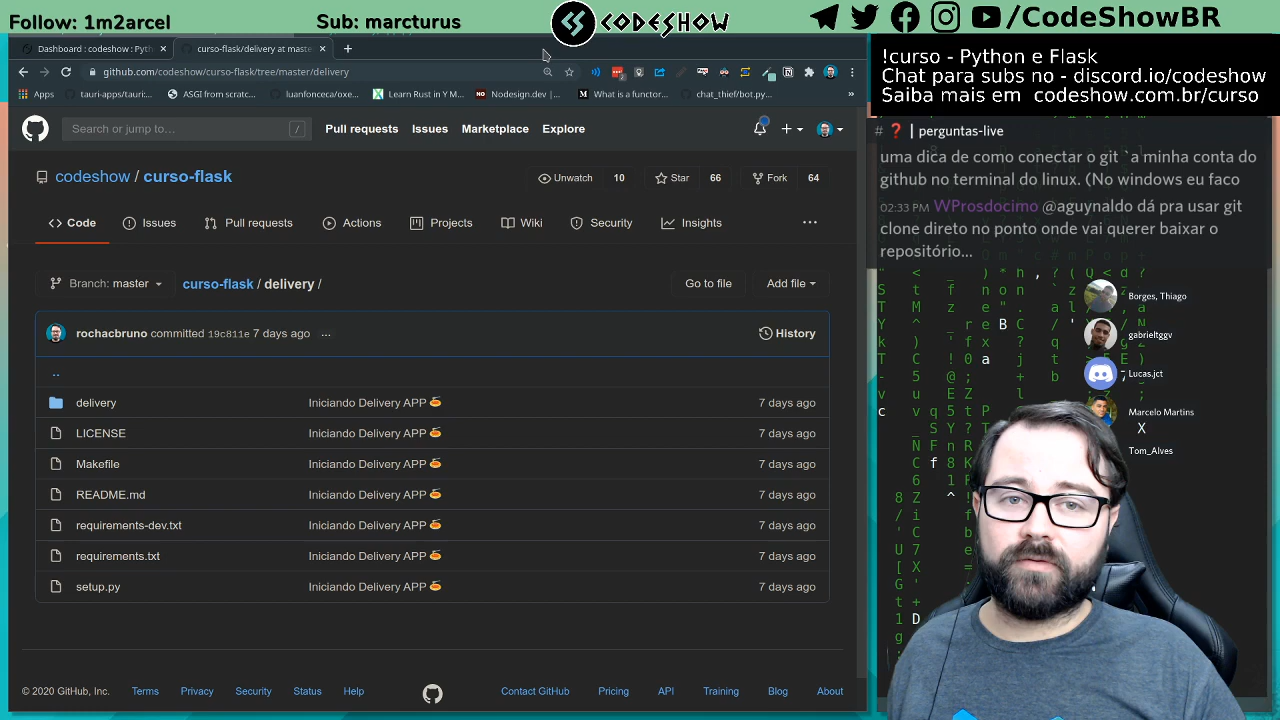 Follow: 1m2arcel
Sub: marcturus
CODESHOW
/CodeShowBR
Dashboard : codeshow : Pyth
curso-flask/delivery at maste
github.com/codeshow/curso-flask/tree/master/delivery
Apps
tauri-apps/tauri:...
ASGI from scratc...
luanfonceca/oxe...
Learn Rust in Y M...
Nodesign.dev |...
What is a functor...
chat_thief/bot.py...
»
Search or jump to...
/
Pull requests
Issues
Marketplace
Explore
codeshow / curso-flask
Unwatch 10
Star 66
Fork 64
<> Code
Issues
Pull requests
Actions
Projects
Wiki
Security
Insights
...
Branch: master
curso-flask / delivery /
Go to file
Add file
rochacbruno committed 19c811e 7 days ago ...
History
..
delivery Iniciando Delivery APP 🍝 7 days ago
LICENSE Iniciando Delivery APP 🍝 7 days ago
Makefile Iniciando Delivery APP 🍝 7 days ago
README.md Iniciando Delivery APP 🍝 7 days ago
requirements-dev.txt Iniciando Delivery APP 🍝 7 days ago
requirements.txt Iniciando Delivery APP 🍝 7 days ago
setup.py Iniciando Delivery APP 🍝 7 days ago
© 2020 GitHub, Inc.
Terms
Privacy
Security
Status
Help
Contact GitHub
Pricing
API
Training
Blog
About
!curso - Python e Flask
Chat para subs no - discord.io/codeshow
Saiba mais em codeshow.com.br/curso
# ❓ | perguntas-live
uma dica de como conectar o git `a minha conta do
github no terminal do linux. (No windows eu faco
02:33 PM WProsdocimo @aguynaldo dá pra usar git
clone direto no ponto onde vai querer baixar o
repositório...
Borges, Thiago
gabrieltggv
Lucas.jct
Marcelo Martins
Tom_Alves